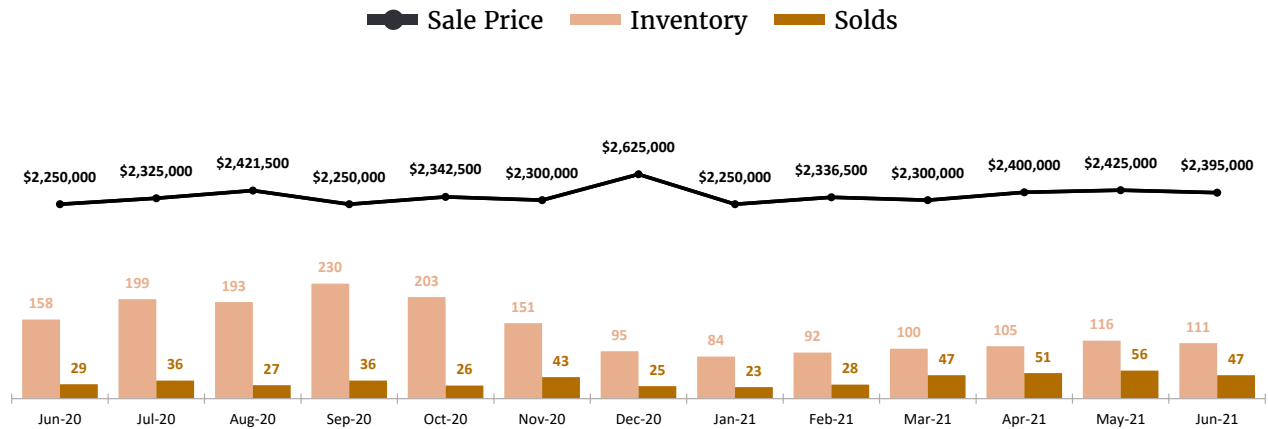 Sale Price Inventory Solds
$2,250,000 $2,325,000 $2,421,500 $2,250,000 $2,342,500 $2,300,000 $2,625,000 $2,250,000 $2,336,500 $2,300,000 $2,400,000 $2,425,000 $2,395,000
158 199 193 230 203 151 95 84 92 100 105 116 111
29 36 27 36 26 43 25 23 28 47 51 56 47
Jun-20 Jul-20 Aug-20 Sep-20 Oct-20 Nov-20 Dec-20 Jan-21 Feb-21 Mar-21 Apr-21 May-21 Jun-21